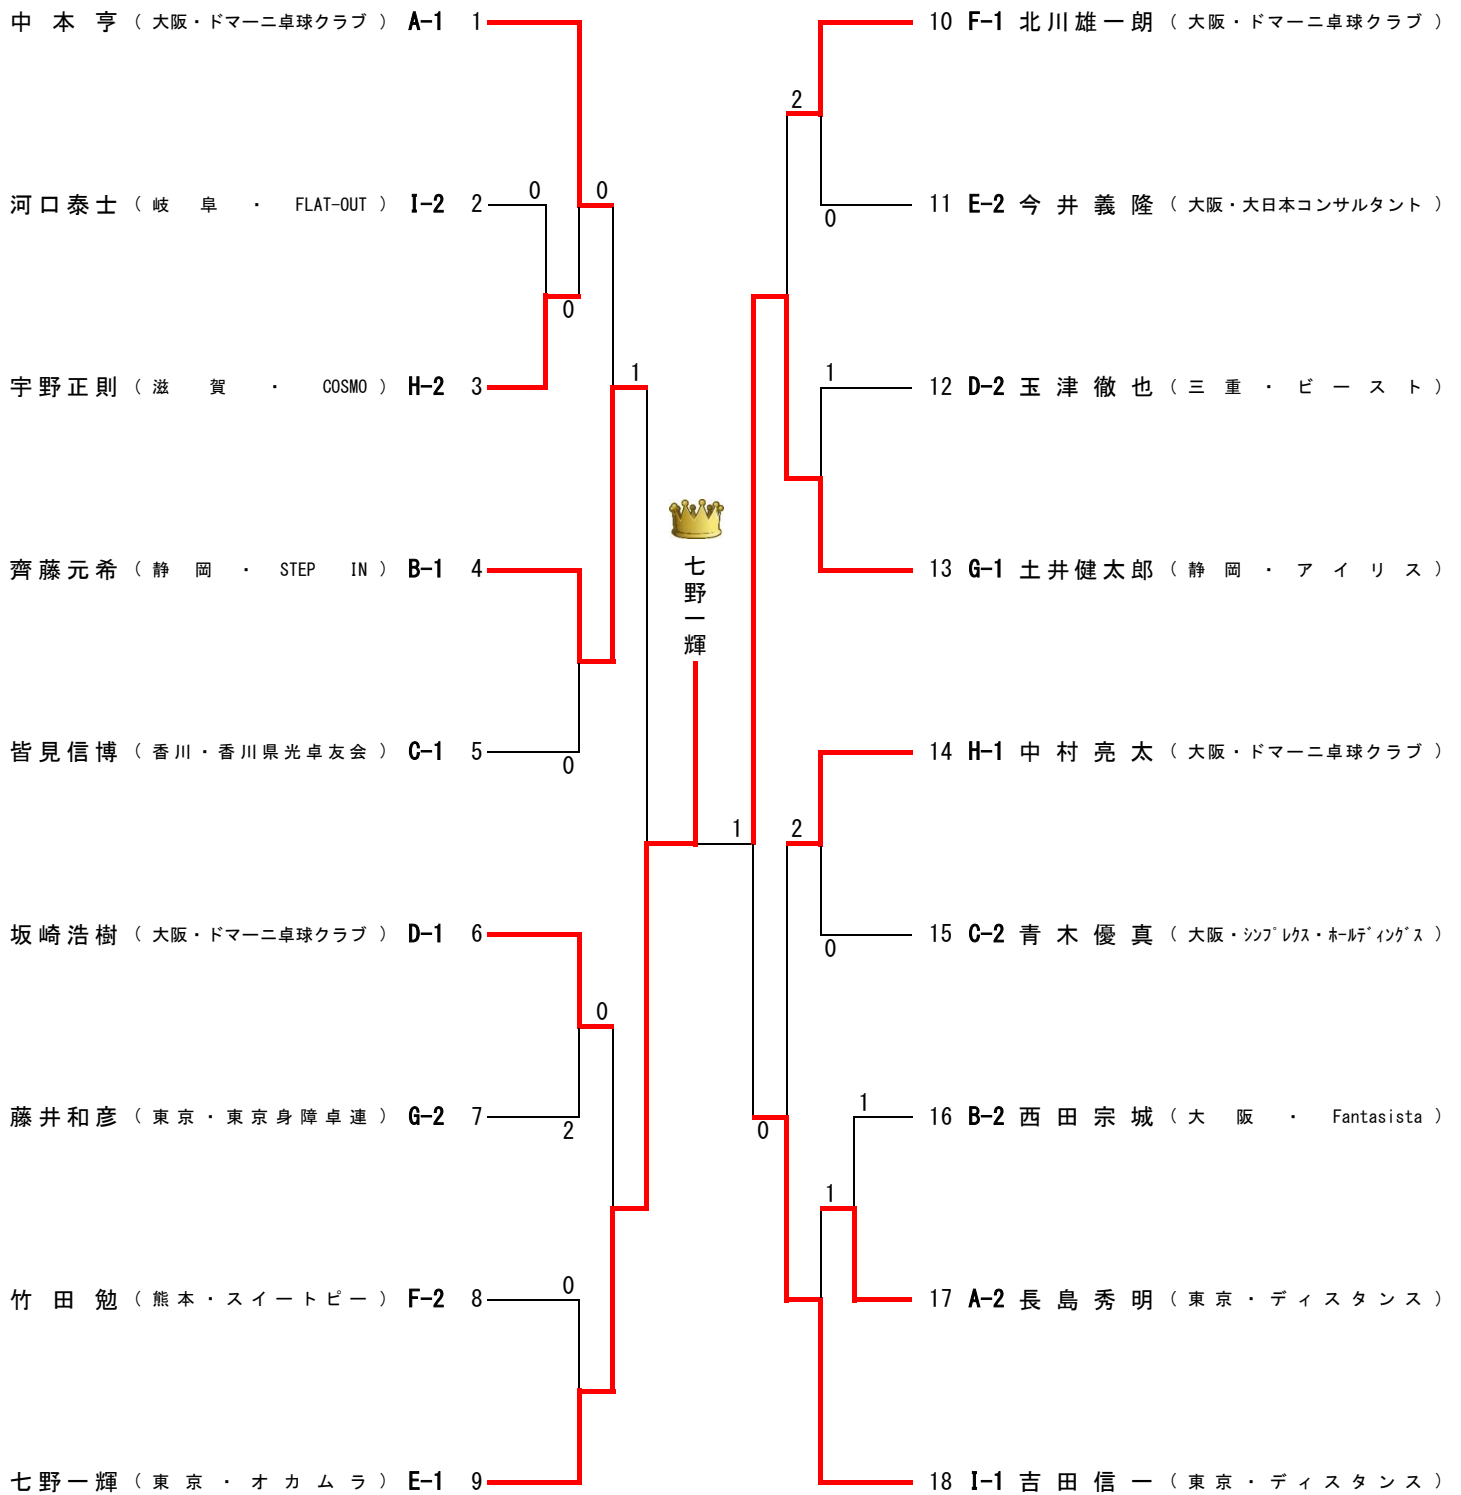 中本亨 （大阪・ドマーニ卓球クラブ） A-1 1
河口泰士 （岐阜・FLAT-OUT） I-2 2
宇野正則 （滋賀・COSMO） H-2 3
齊藤元希 （静岡・STEP IN） B-1 4
皆見信博 （香川・香川県光卓友会） C-1 5
坂崎浩樹 （大阪・ドマーニ卓球クラブ） D-1 6
藤井和彦 （東京・東京身障卓連） G-2 7
竹田勉 （熊本・スイートピー） F-2 8
七野一輝 （東京・オカムラ） E-1 9
0
0
0
1
0
0
2
0
七野一輝
1
2
0
1
2
0
0
1
1
10 F-1 北川雄一朗 （大阪・ドマーニ卓球クラブ）
11 E-2 今井義隆 （大阪・大日本コンサルタント）
12 D-2 玉津徹也 （三重・ビースト）
13 G-1 土井健太郎 （静岡・アイリス）
14 H-1 中村亮太 （大阪・ドマーニ卓球クラブ）
15 C-2 青木優真 （大阪・ｼﾝﾌﾟﾚｸｽ・ﾎｰﾙﾃﾞｨﾝｸﾞｽ）
16 B-2 西田宗城 （大阪・Fantasista）
17 A-2 長島秀明 （東京・ディスタンス）
18 I-1 吉田信一 （東京・ディスタンス）